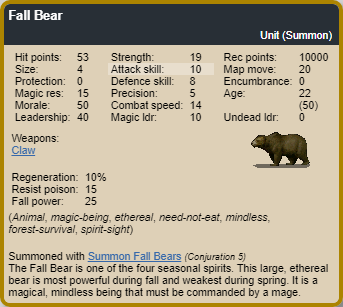 Fall Bear
Unit (Summon)
Hit points: 53 Strength: 19 Rec points: 10000
Size: 4 Attack skill: 10 Map move: 20
Protection: 0 Defence skill: 8 Encumbrance: 0
Magic res: 15 Precision: 5 Age: 22
Morale: 50 Combat speed: 14 (50)
Leadership: 40 Magic ldr: 10 Undead ldr: 0
Weapons:
Claw
Regeneration: 10%
Resist poison: 15
Fall power: 25
(Animal, magic-being, ethereal, need-not-eat, mindless,
forest-survival, spirit-sight)
Summoned with Summon Fall Bears (Conjuration 5)
The Fall Bear is one of the four seasonal spirits. This large, ethereal
bear is most powerful during fall and weakest during spring. It is a
magical, mindless being that must be commanded by a mage.